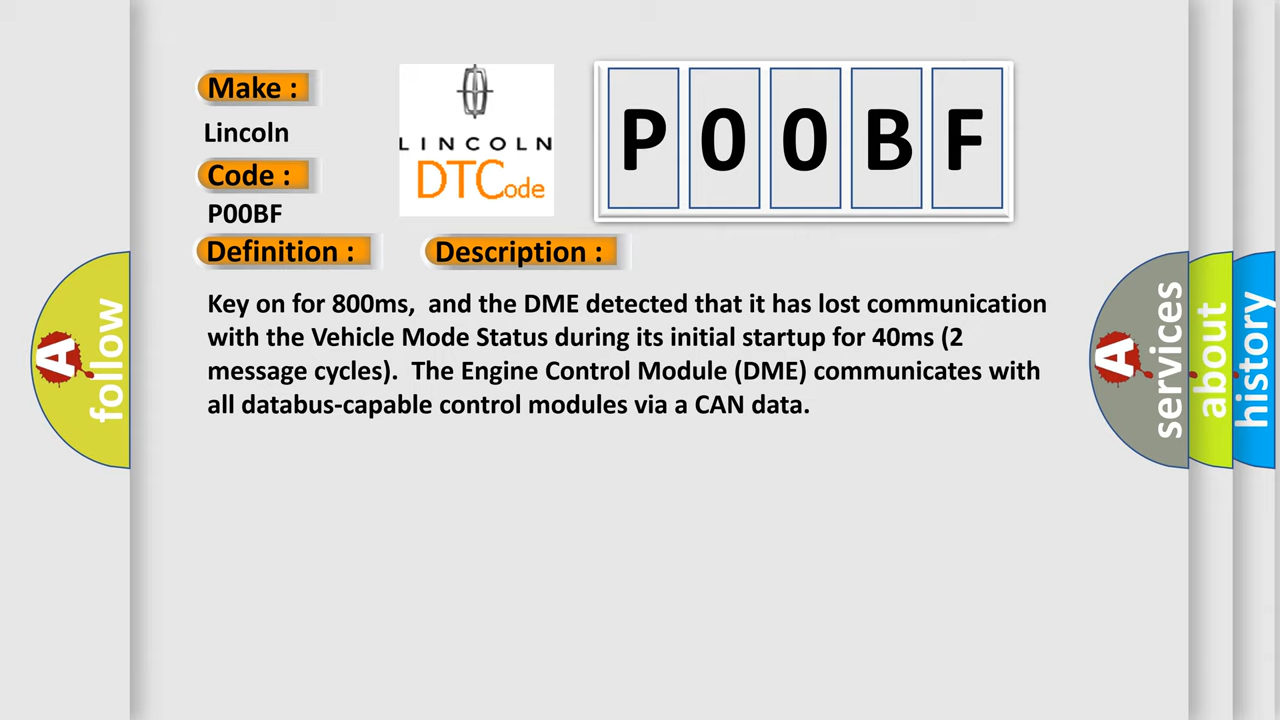 Make :
Lincoln
Code :
P00BF
Definition :
Description :
LINCOLN
DTCode
P00BF
Key on for 800ms,  and the DME detected that it has lost communication
with the Vehicle Mode Status during its initial startup for 40ms (2
message cycles)  The Engine Control Module (DME) communicates with
all databus-capable control modules via a CAN data.
A
follow
A
services
about
history